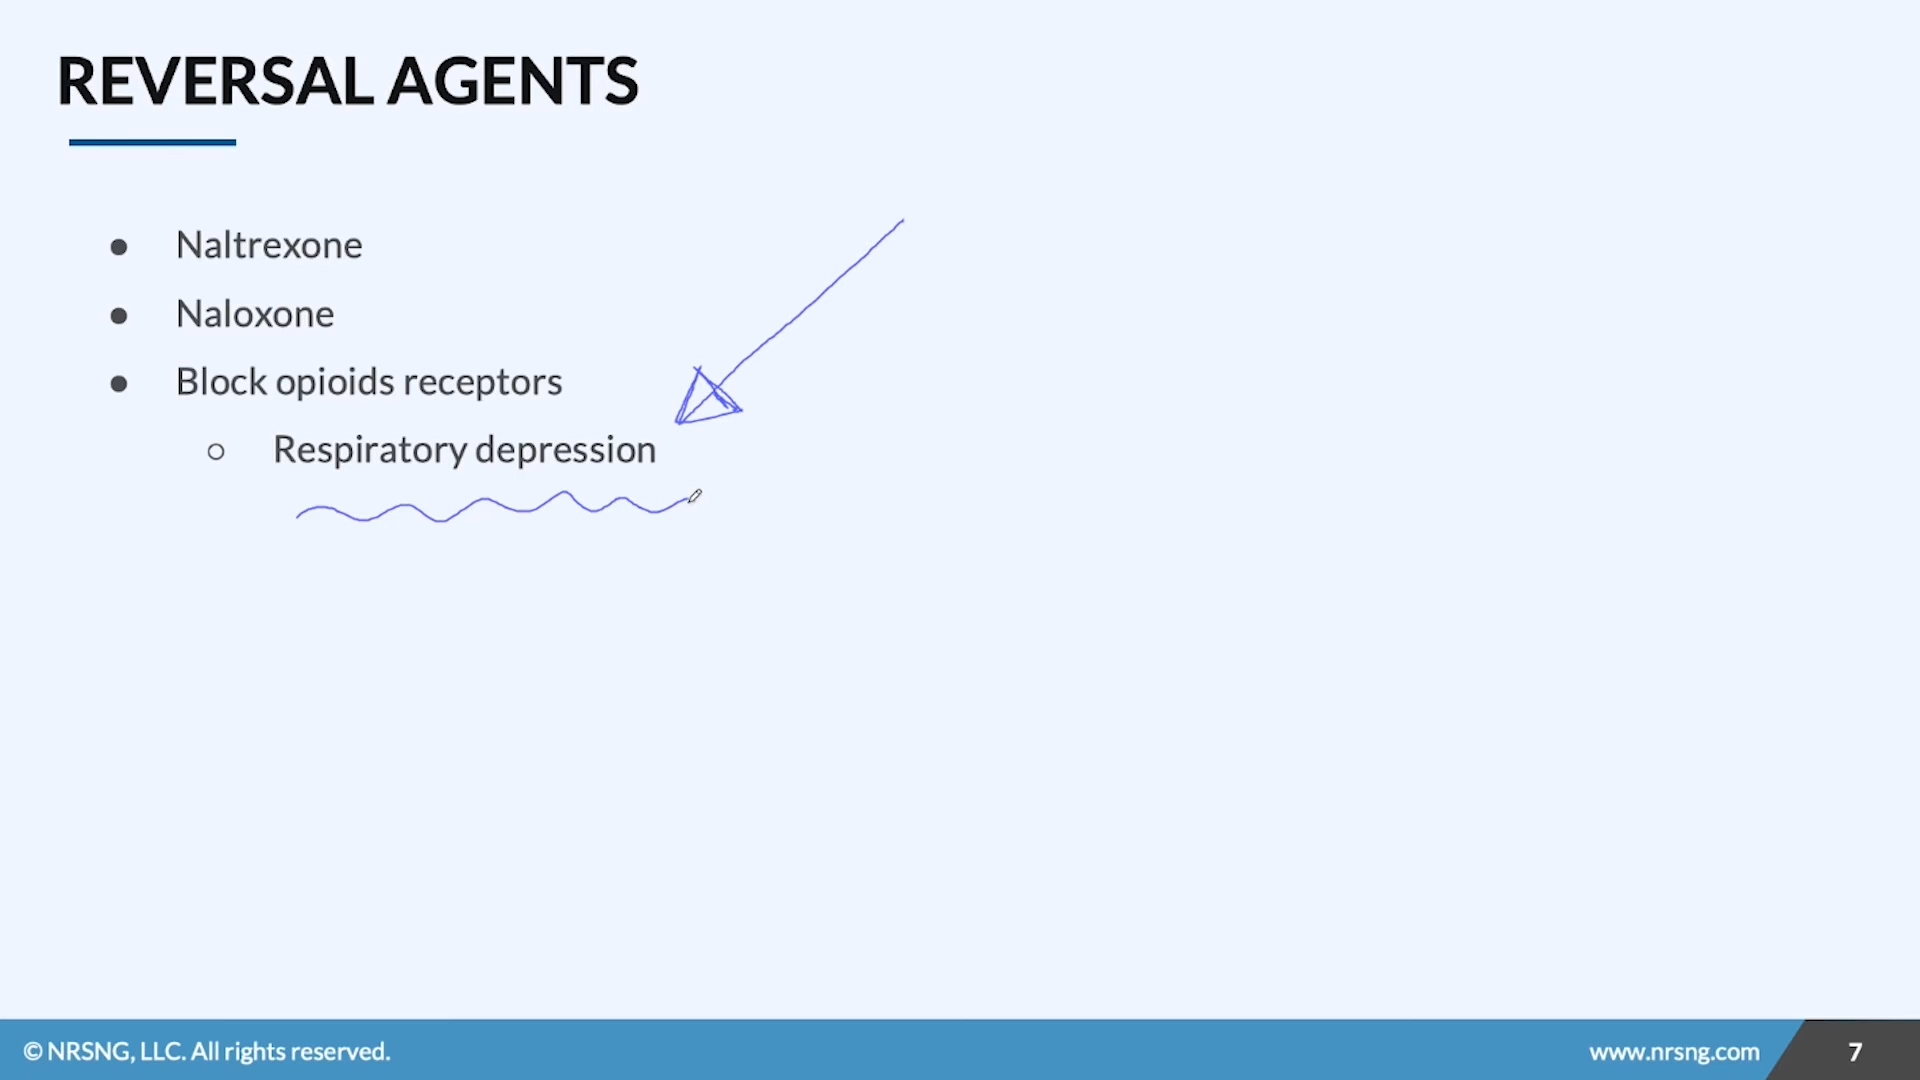 REVERSAL AGENTS
● Naltrexone
● Naloxone
● Block opioids receptors
○ Respiratory depression
© NRSNG, LLC. All rights reserved.
www.nrsng.com
7